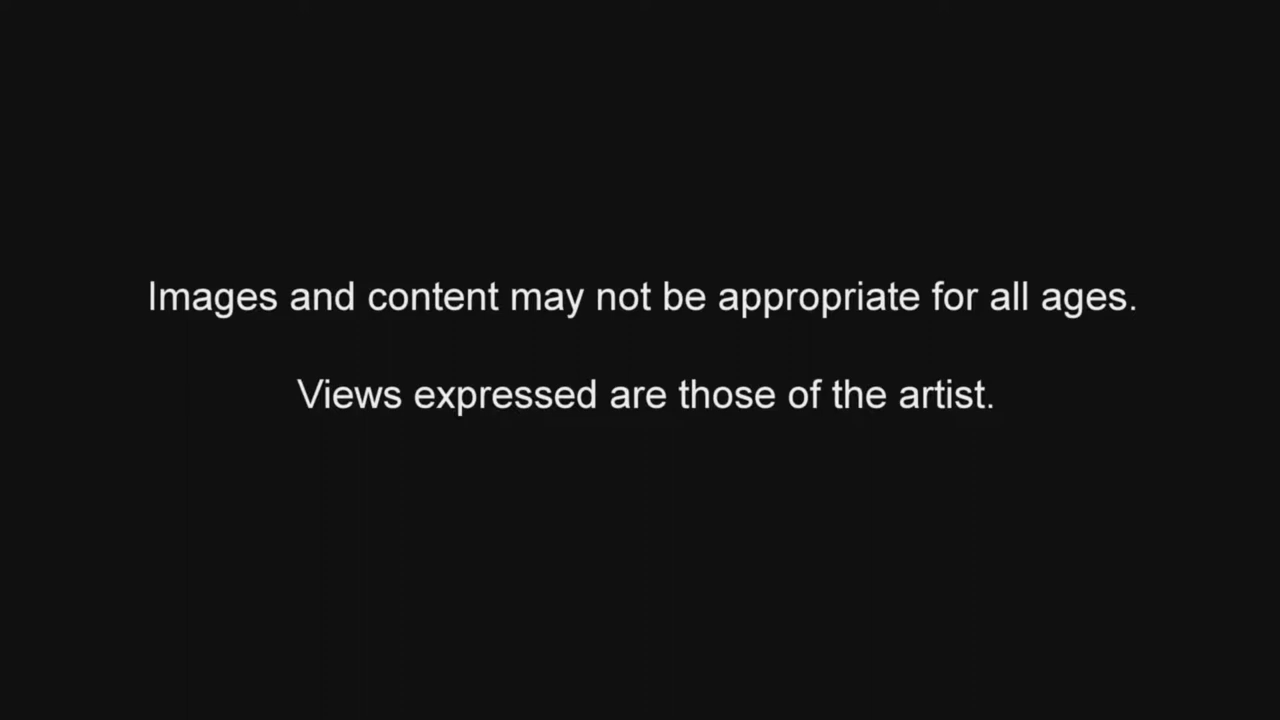 Images and content may not be appropriate for all ages.
Views expressed are those of the artist.